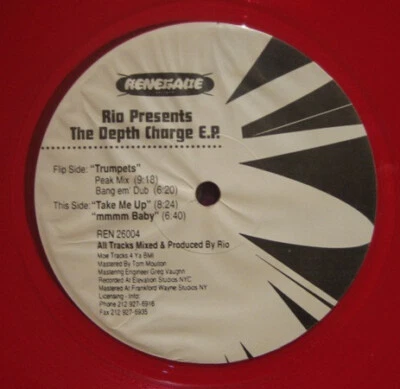 RENEGADE
Rio Presents
The Depth Charge E.P.
Flip Side: "Trumpets"
Peak Mix (9:18)
Bang em' Dub (6:20)
This Side: "Take Me Up" (8:24)
"mmmm Baby" (6:40)
REN 26004
All Tracks Mixed & Produced By Rio
Moe Tracks 4 Ya BMI
Mastered By Tom Moulton
Mastering Engineer Greg Vaughn
Recorded At Elevation Studios NYC
Mastered At Frankford Wayne Studios NY
Licensing - Info:
Phone 212 927-6916
Fax 212 927-5935